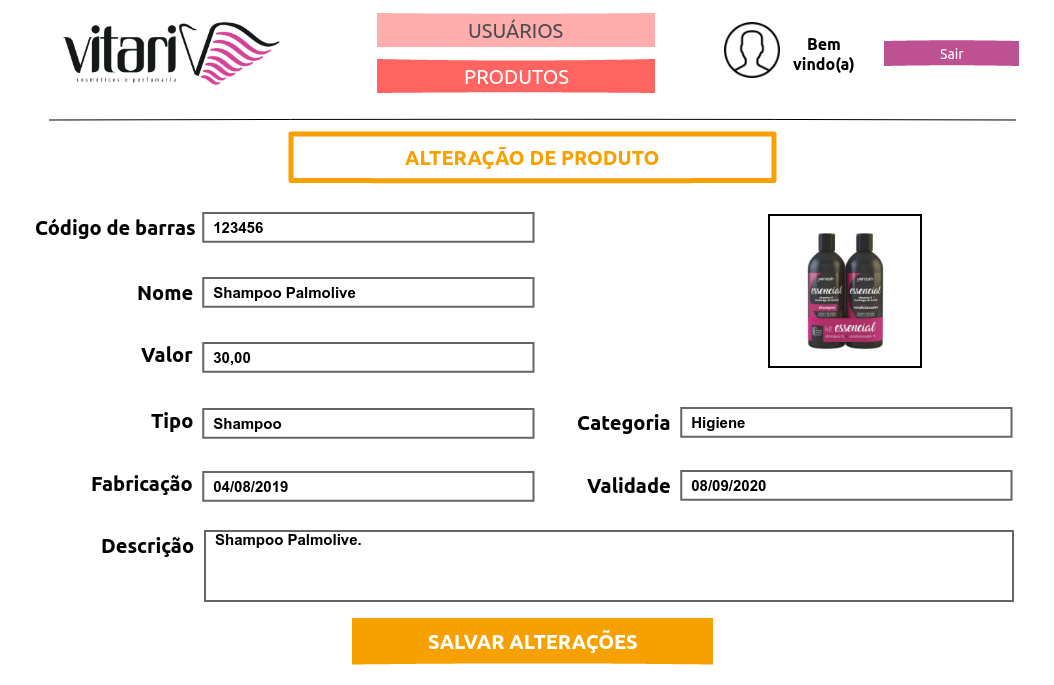 vitari
cosméticos e perfumaria
USUÁRIOS
PRODUTOS
Bem
vindo(a)
Sair
ALTERAÇÃO DE PRODUTO
Código de barras 123456
Nome Shampoo Palmolive
Valor 30,00
essencial essencial
kit essencial
Tipo Shampoo
Categoria Higiene
Fabricação 04/08/2019
Validade 08/09/2020
Descrição Shampoo Palmolive.
SALVAR ALTERAÇÕES